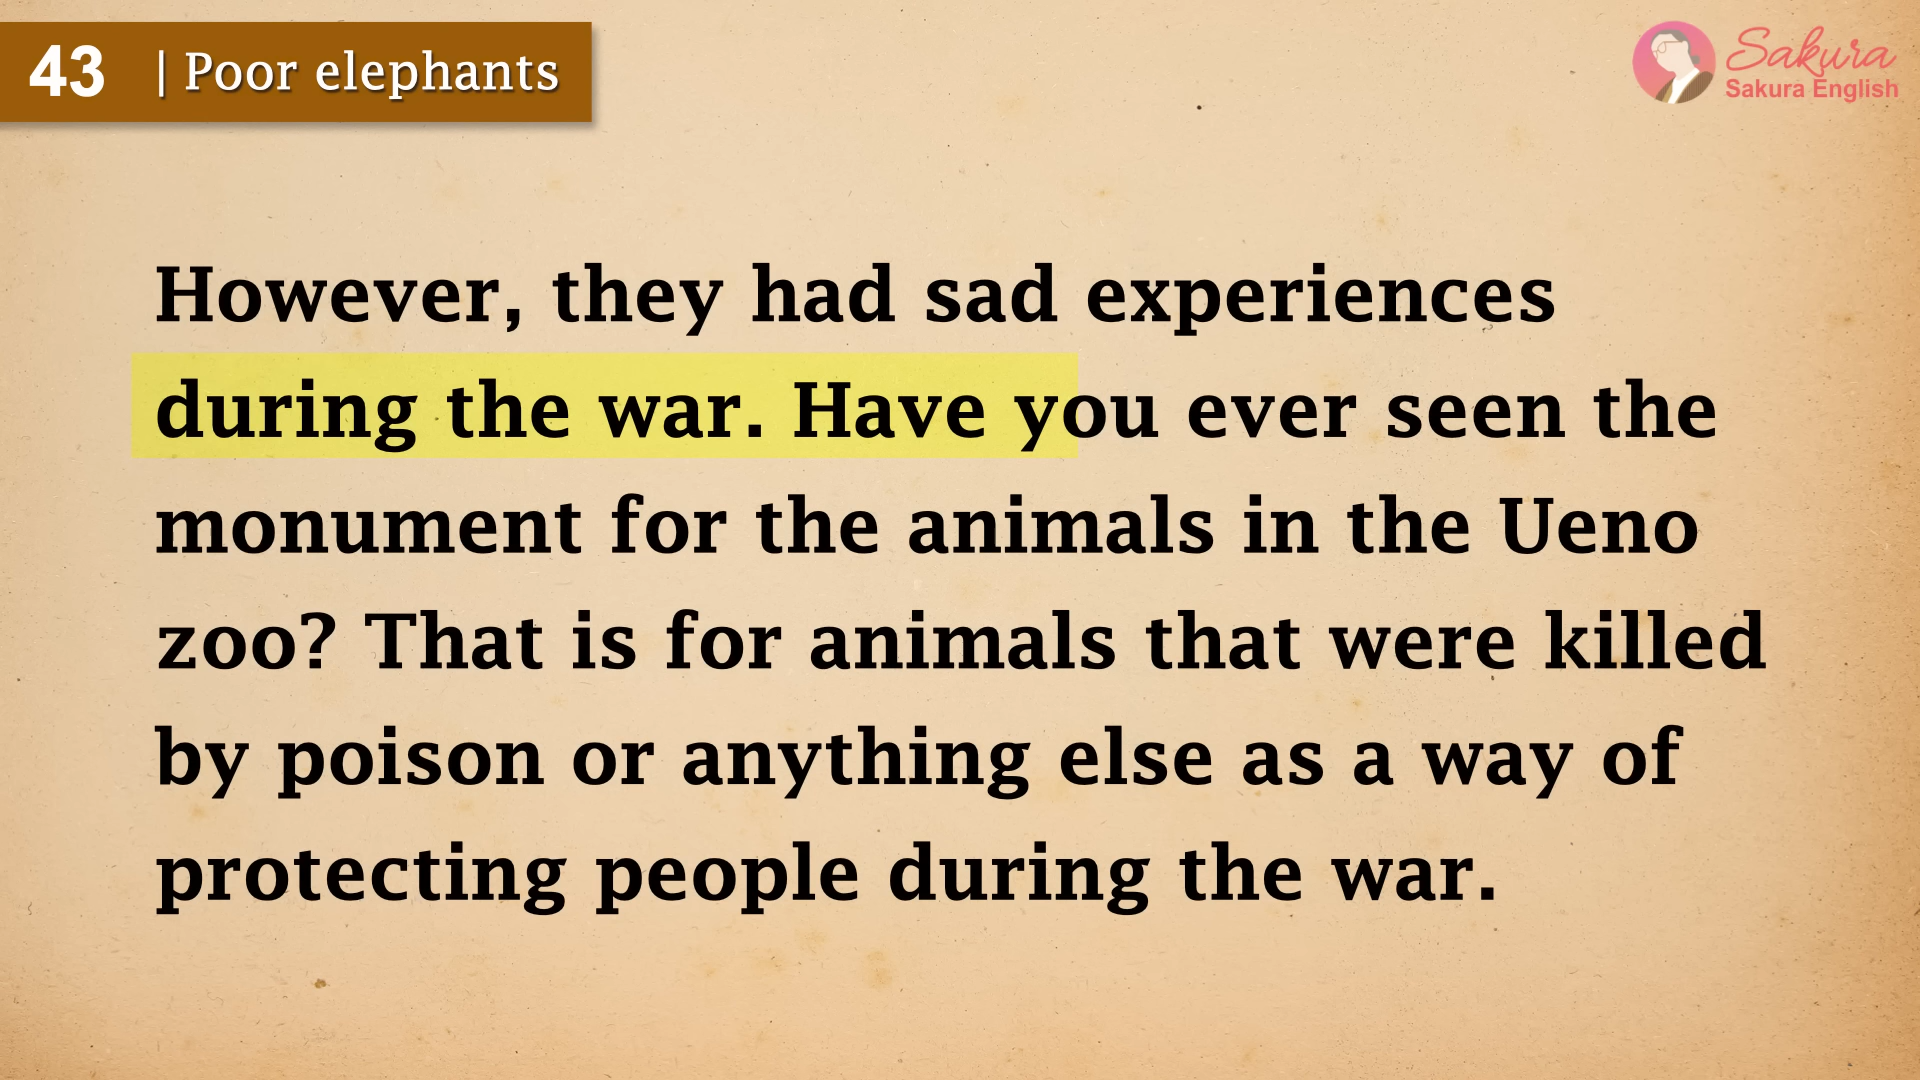 43 | Poor elephants
Sakura
Sakura English
However, they had sad experiences
during the war. Have you ever seen the
monument for the animals in the Ueno
zoo? That is for animals that were killed
by poison or anything else as a way of
protecting people during the war.